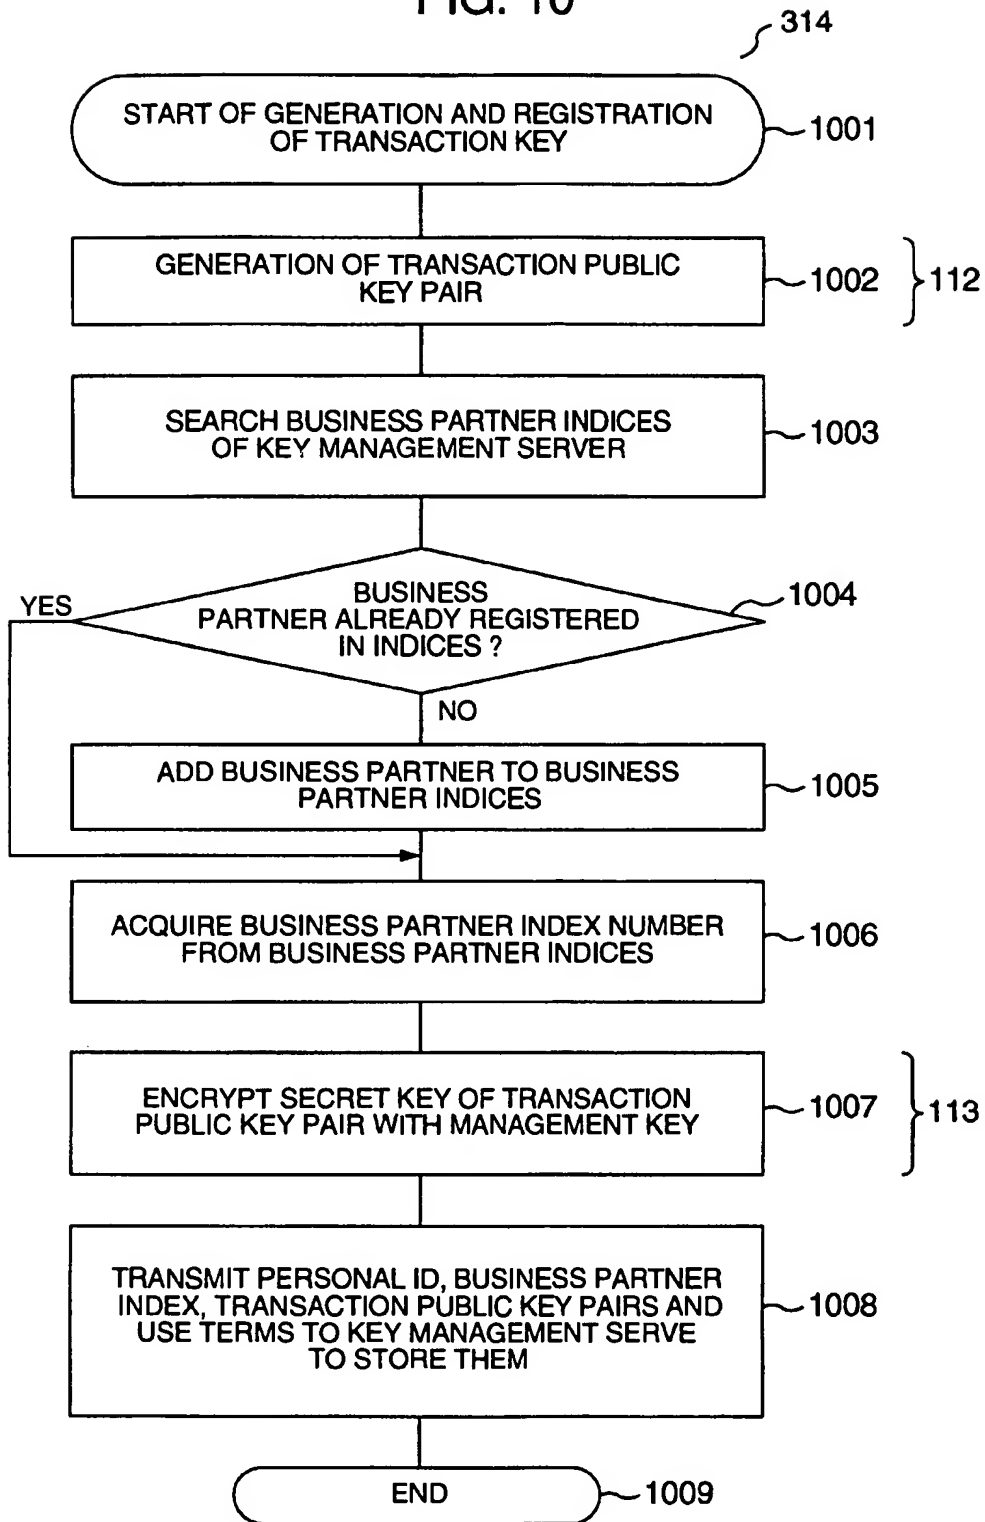 FIG. 10
314
START OF GENERATION AND REGISTRATION
OF TRANSACTION KEY
1001
GENERATION OF TRANSACTION PUBLIC
KEY PAIR
1002
112
SEARCH BUSINESS PARTNER INDICES
OF KEY MANAGEMENT SERVER
1003
BUSINESS
PARTNER ALREADY REGISTERED
IN INDICES ?
1004
YES
NO
ADD BUSINESS PARTNER TO BUSINESS
PARTNER INDICES
1005
ACQUIRE BUSINESS PARTNER INDEX NUMBER
FROM BUSINESS PARTNER INDICES
1006
ENCRYPT SECRET KEY OF TRANSACTION
PUBLIC KEY PAIR WITH MANAGEMENT KEY
1007
113
TRANSMIT PERSONAL ID, BUSINESS PARTNER
INDEX, TRANSACTION PUBLIC KEY PAIRS AND
USE TERMS TO KEY MANAGEMENT SERVE
TO STORE THEM
1008
END
1009